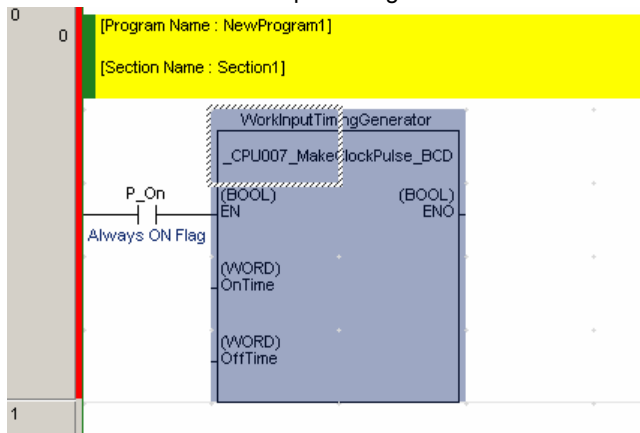 0
0
[Program Name : NewProgram1]
[Section Name : Section1]
WorkInputTimingGenerator
_CPU007_MakeClockPulse_BCD
P_On
(BOOL)
(BOOL)
EN
ENO
Always ON Flag
(WORD)
OnTime
(WORD)
OffTime
1